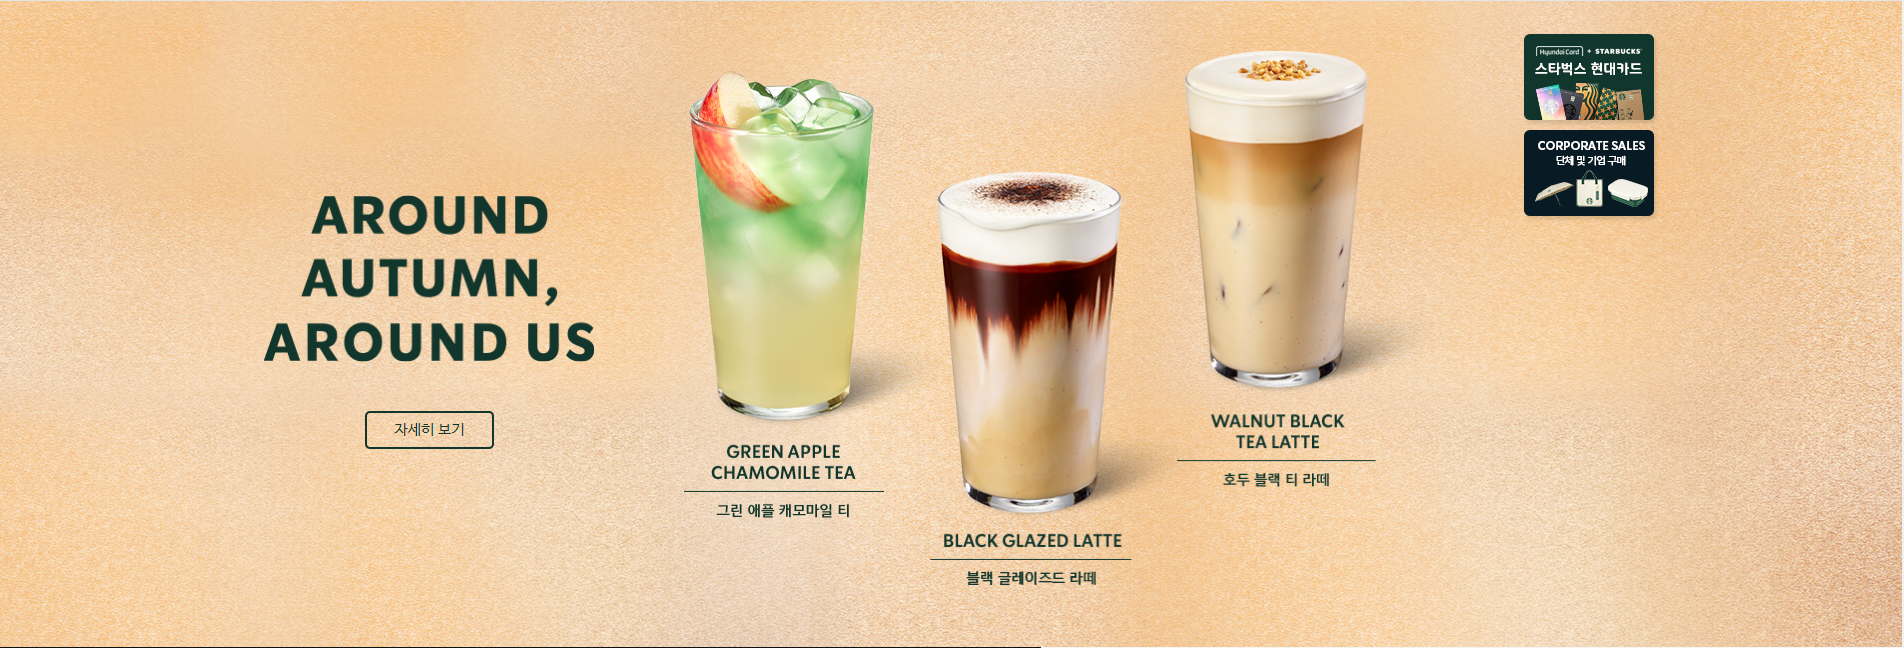 AROUND
AUTUMN,
AROUND US
자세히 보기
GREEN APPLE
CHAMOMILE TEA
그린 애플 캐모마일 티
BLACK GLAZED LATTE
블랙 글레이즈드 라떼
WALNUT BLACK
TEA LATTE
호두 블랙 티 라떼
Hyundai Card + STARBUCKS
스타벅스 현대카드
CORPORATE SALES
단체 및 기업 구매